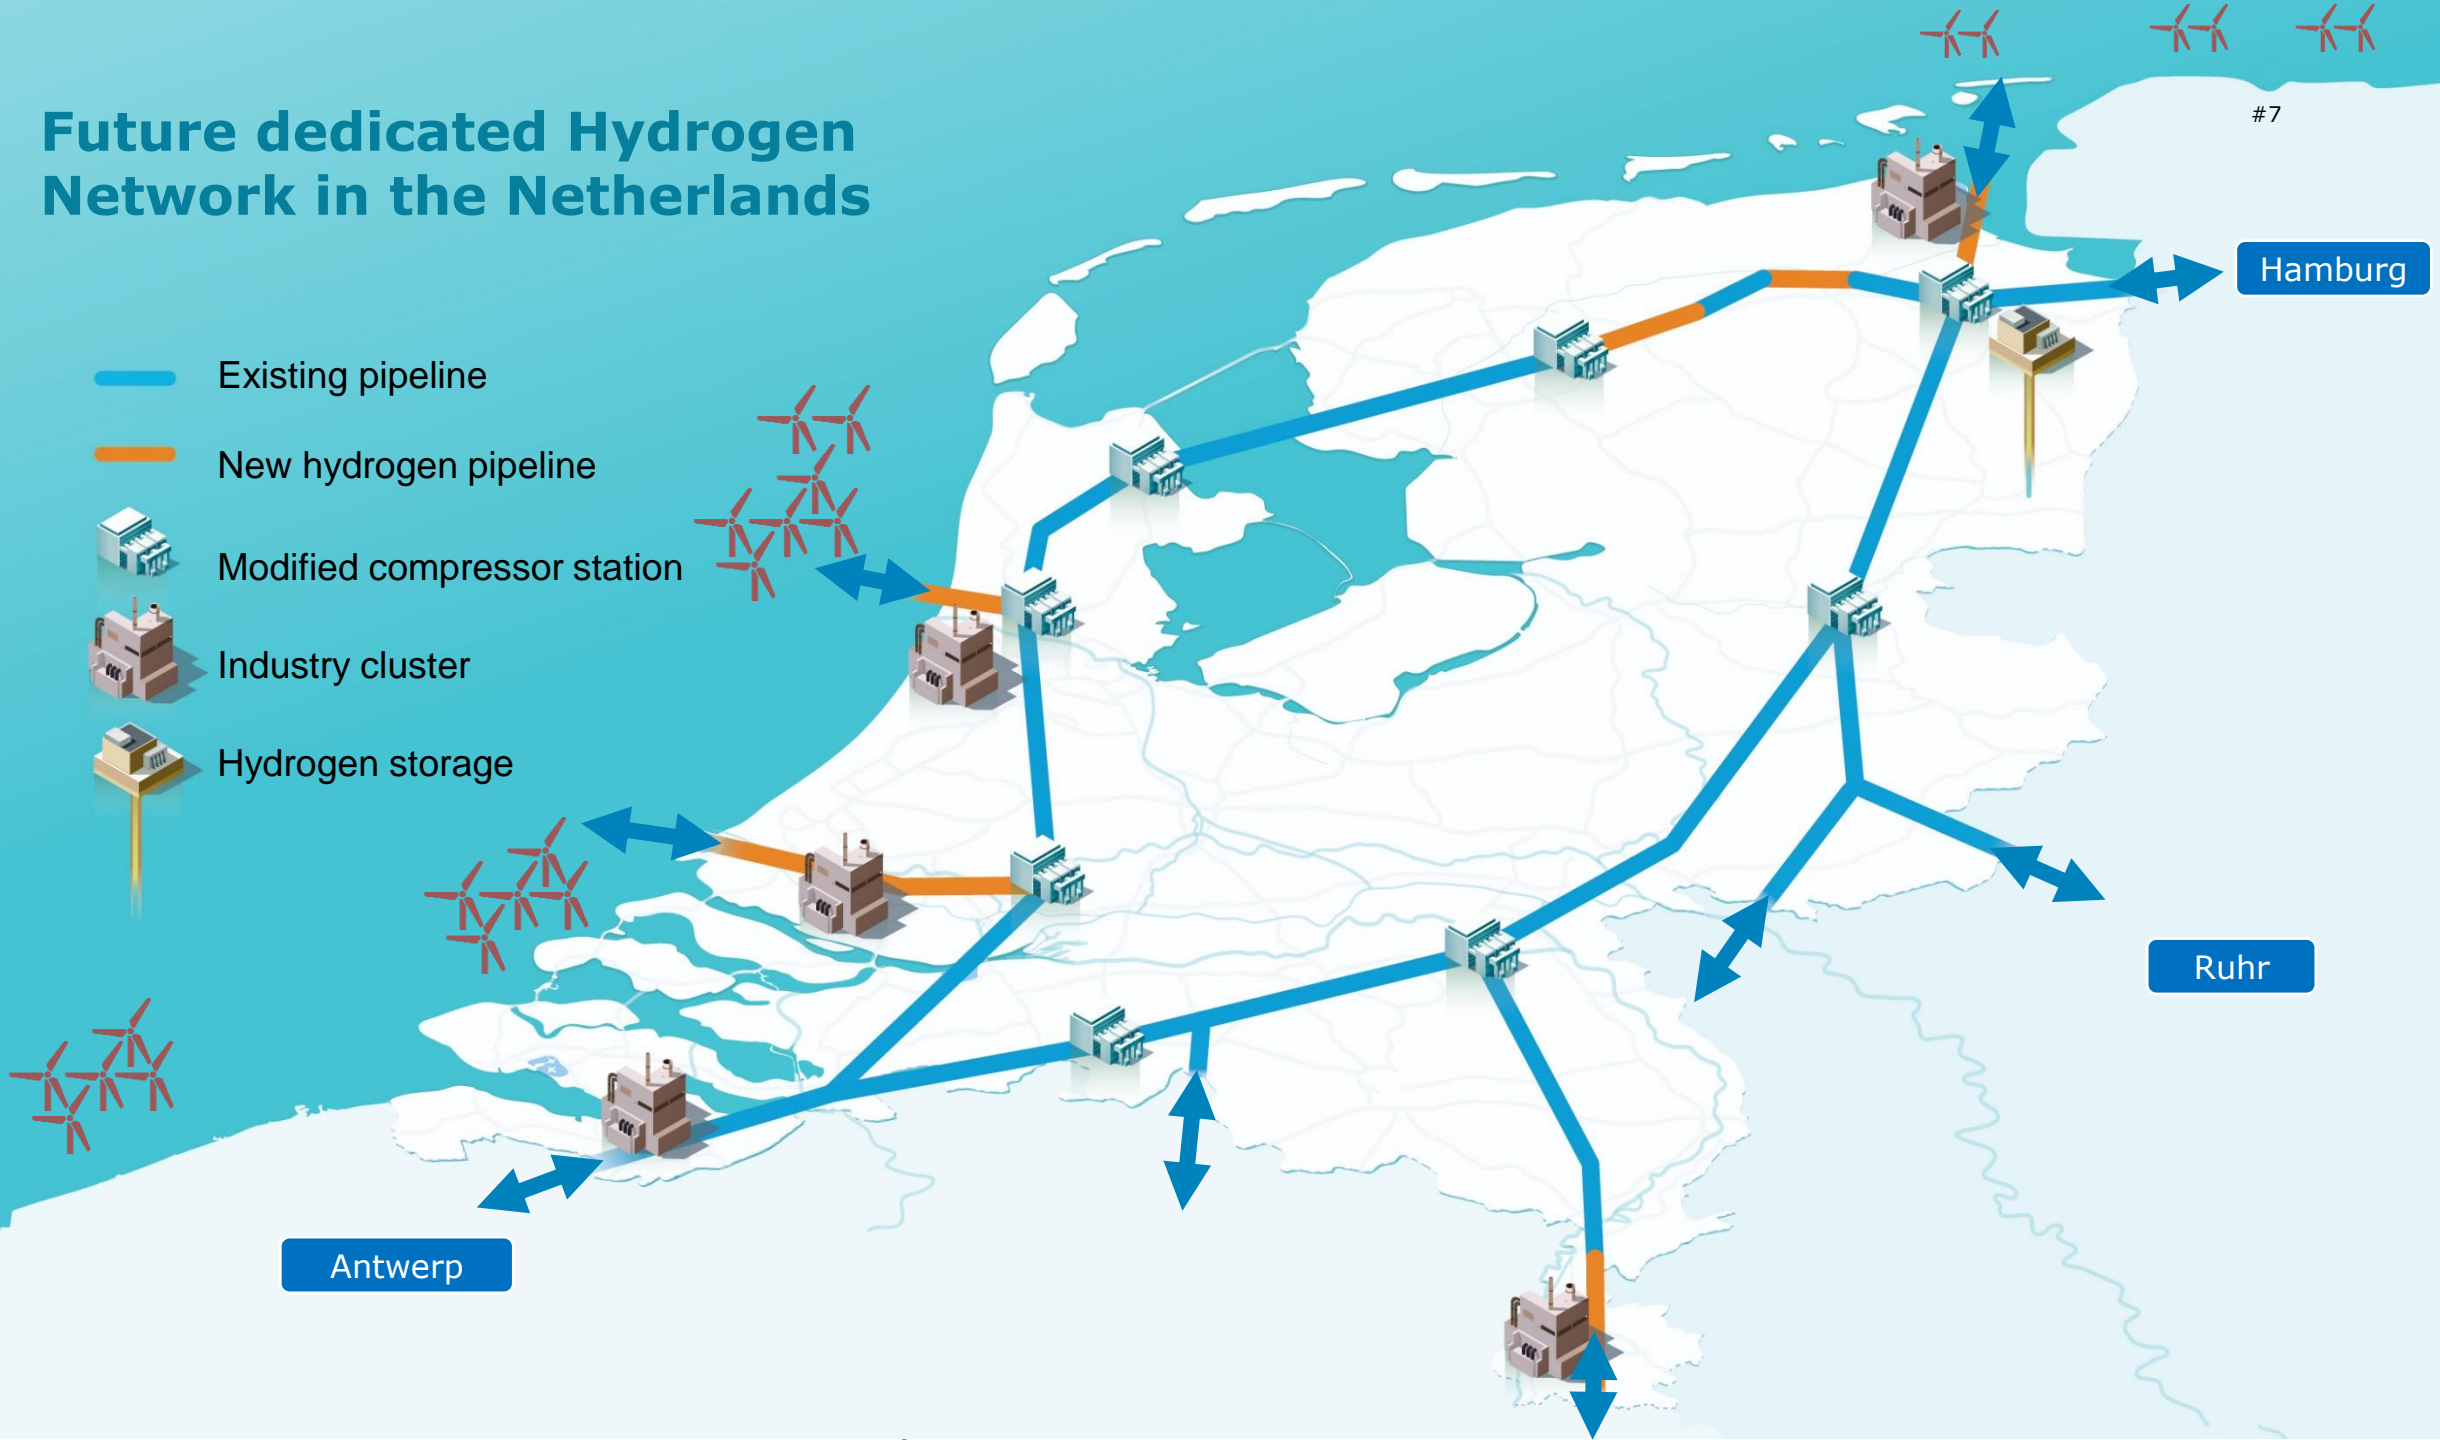 Future dedicated Hydrogen
Network in the Netherlands
#7
Hamburg
Existing pipeline
New hydrogen pipeline
Modified compressor station
Industry cluster
Hydrogen storage
Ruhr
Antwerp